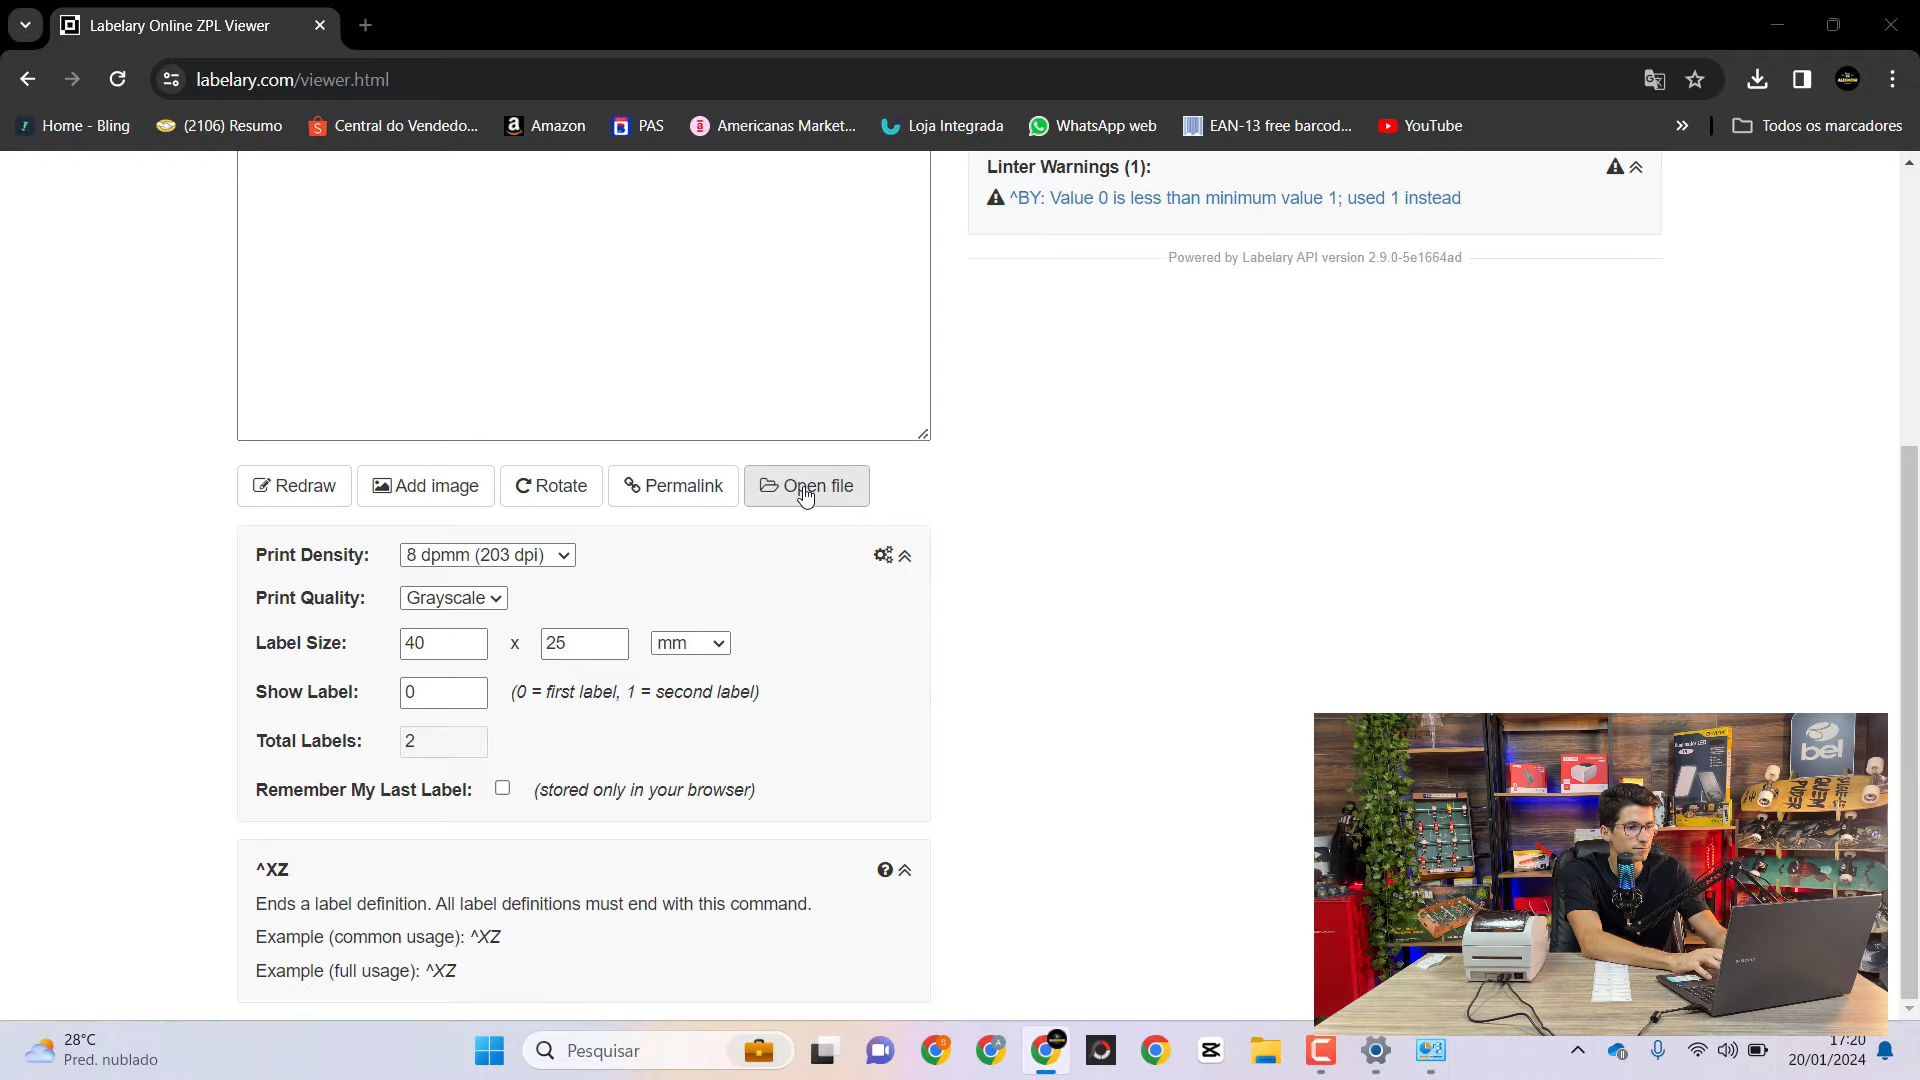 Labelary Online ZPL Viewer
labelary.com/viewer.html
Home - Bling
(2106) Resumo
Central do Vendedo...
Amazon
PAS
Americanas Market...
Loja Integrada
WhatsApp web
EAN-13 free barcod...
YouTube
Todos os marcadores
Linter Warnings (1):
^BY: Value 0 is less than minimum value 1; used 1 instead
Powered by Labelary API version 2.9.0-5e1664ad
Redraw
Add image
Rotate
Permalink
Open file
Print Density: 8 dpmm (203 dpi)
Print Quality: Grayscale
Label Size: 40 x 25 mm
Show Label: 0 (0 = first label, 1 = second label)
Total Labels: 2
Remember My Last Label: (stored only in your browser)
^XZ
Ends a label definition. All label definitions must end with this command.
Example (common usage): ^XZ
Example (full usage): ^XZ
bel
28°C
Pred. nublado
Pesquisar
17:20
20/01/2024